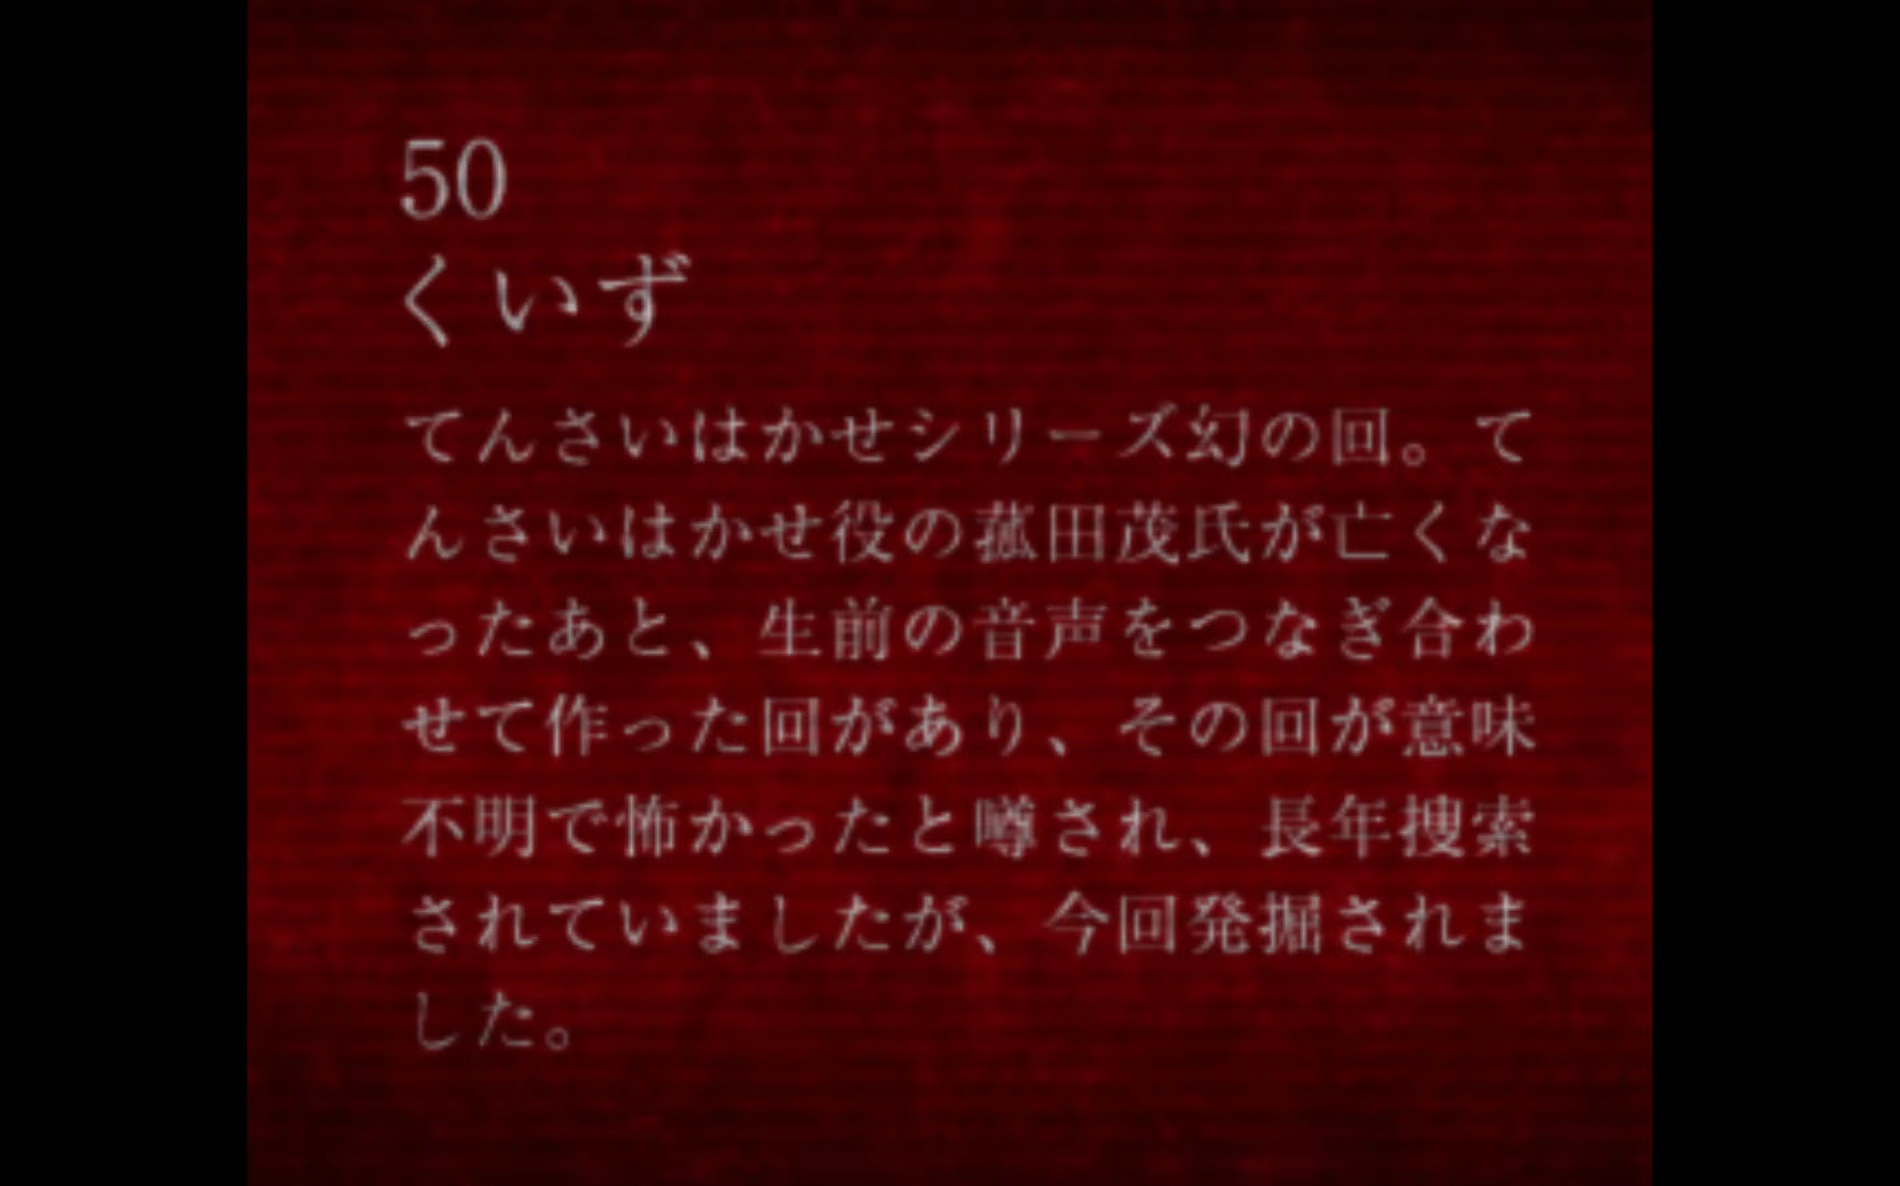 50
くいず
てんさいはかせシリーズ幻の回。て
んさいはかせ役の菰田茂氏が亡くな
ったあと、生前の音声をつなぎ合わ
せて作った回があり、その回が意味
不明で怖かったと噂され、長年捜索
されていましたが、今回発掘されま
した。